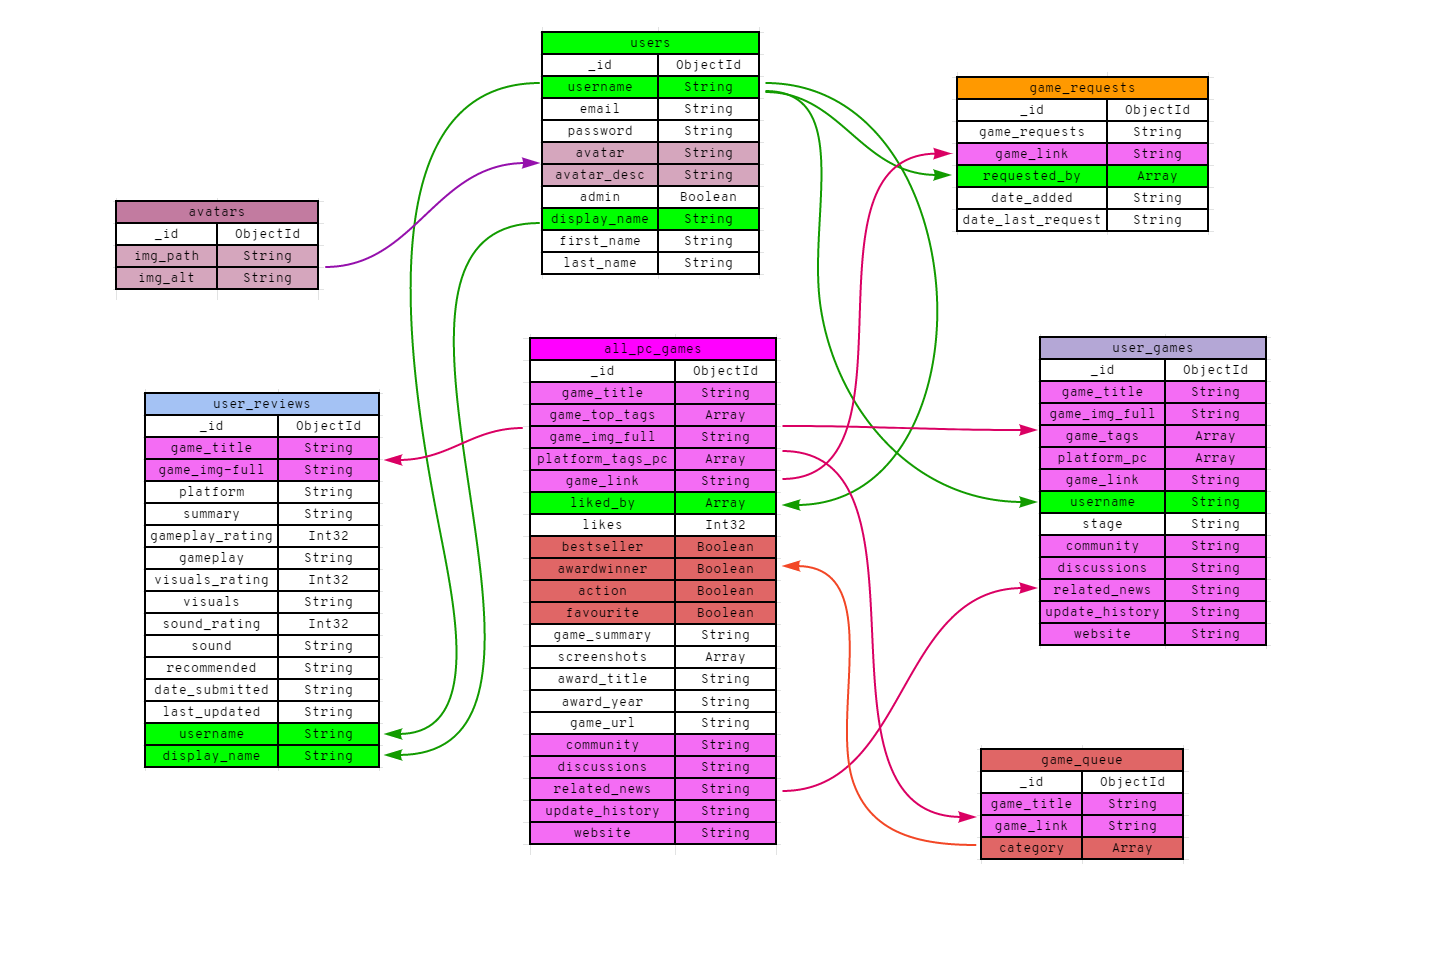 users
_id ObjectId
username String
email String
password String
avatar String
avatar_desc String
admin Boolean
display_name String
first_name String
last_name String
game_requests
_id ObjectId
game_requests String
game_link String
requested_by Array
date_added String
date_last_request String
avatars
_id ObjectId
img_path String
img_alt String
all_pc_games
_id ObjectId
game_title String
game_top_tags Array
game_img_full String
platform_tags_pc Array
game_link String
liked_by Array
likes Int32
bestseller Boolean
awardwinner Boolean
action Boolean
favourite Boolean
game_summary String
screenshots Array
award_title String
award_year String
game_url String
community String
discussions String
related_news String
update_history String
website String
user_games
_id ObjectId
game_title String
game_img_full String
game_tags Array
platform_pc Array
game_link String
username String
stage String
community String
discussions String
related_news String
update_history String
website String
user_reviews
_id ObjectId
game_title String
game_img-full String
platform String
summary String
gameplay_rating Int32
gameplay String
visuals_rating Int32
visuals String
sound_rating Int32
sound String
recommended String
date_submitted String
last_updated String
username String
display_name String
game_queue
_id ObjectId
game_title String
game_link String
category Array